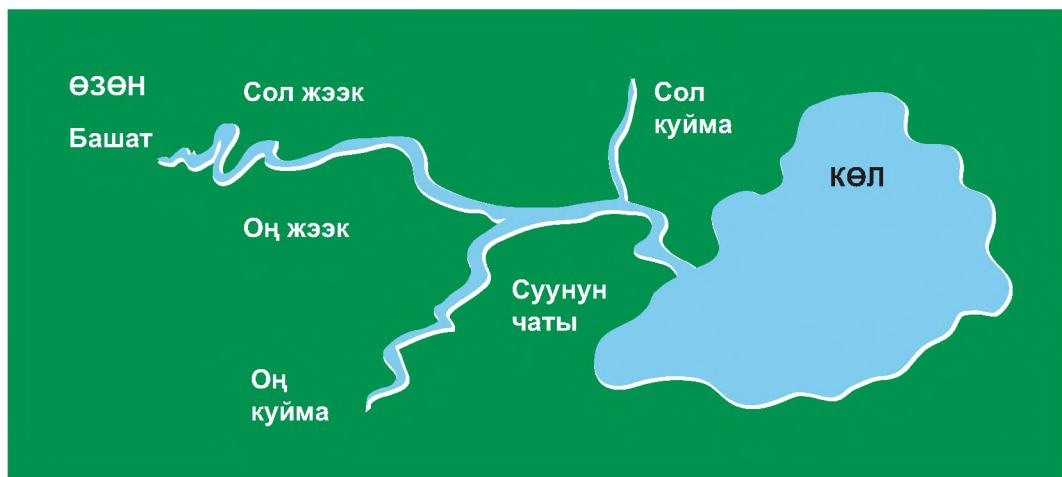 ӨЗӨН
Башат
Сол жээк
Оң жээк
Сол
куйма
КӨЛ
Суунун
чаты
Оң
куйма